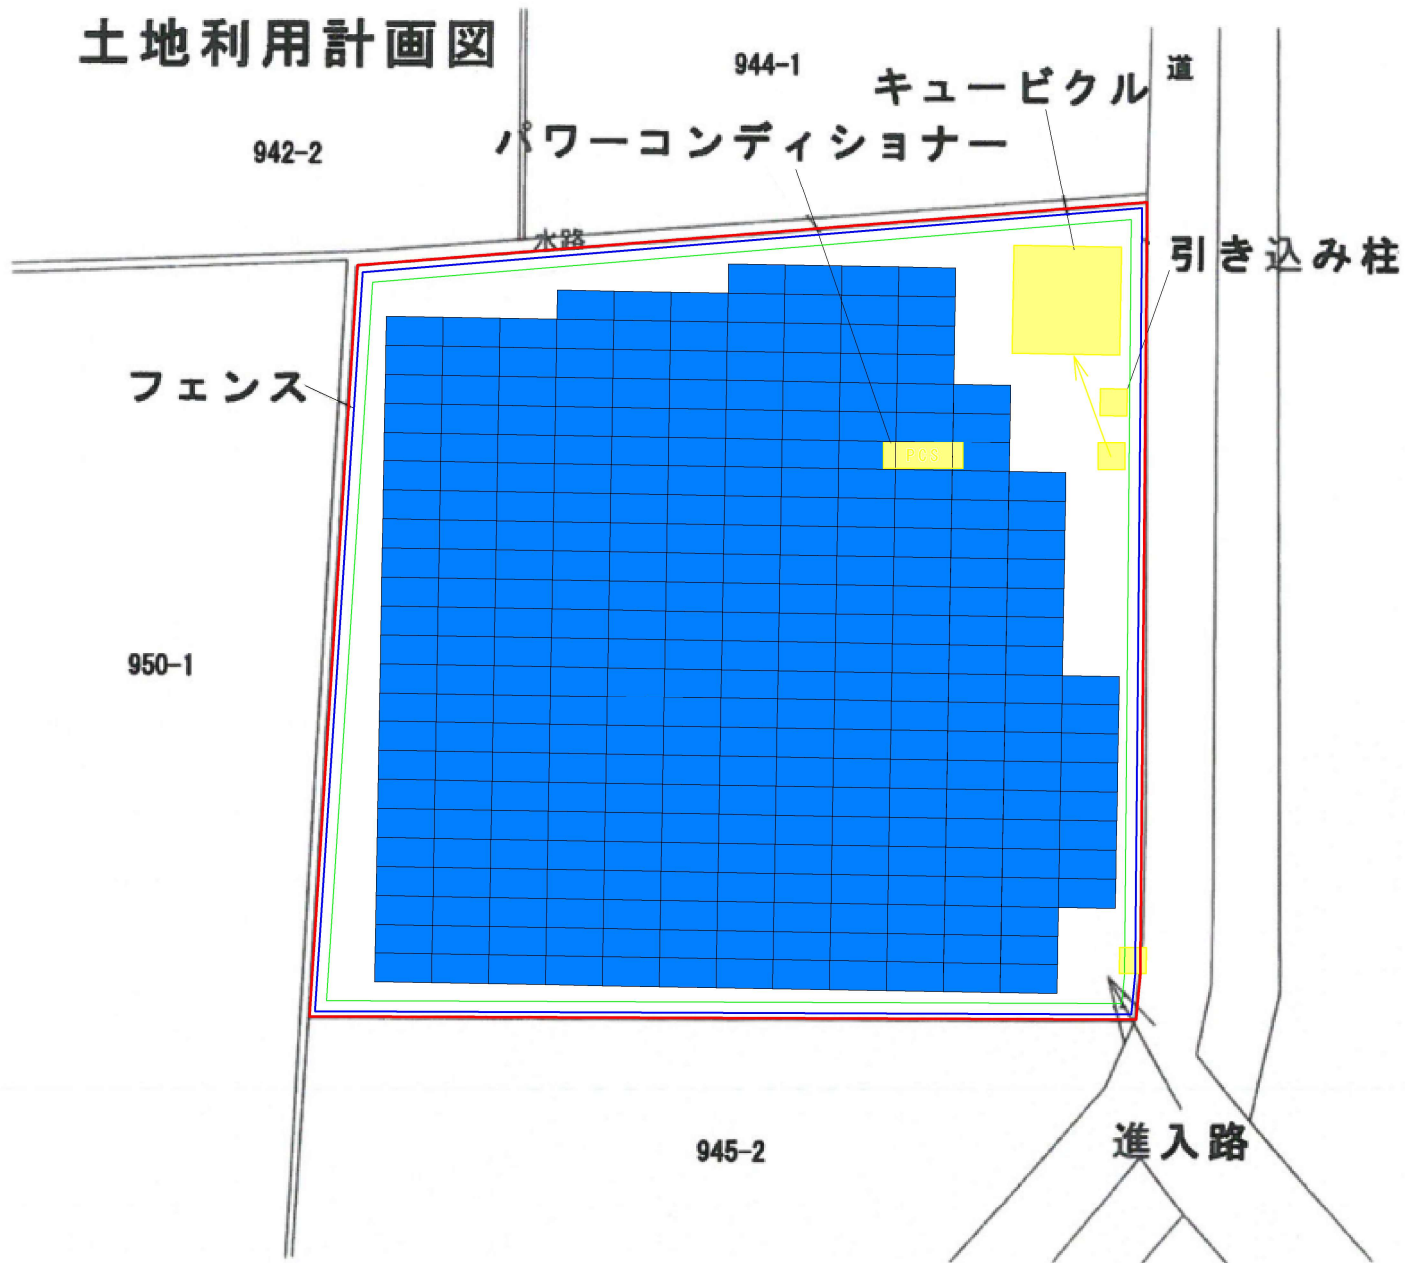 土地利用計画図
944-1
道
キュービクル
942-2
パワーコンディショナー
水路
引き込み柱
フェンス
PCS
950-1
進入路
945-2